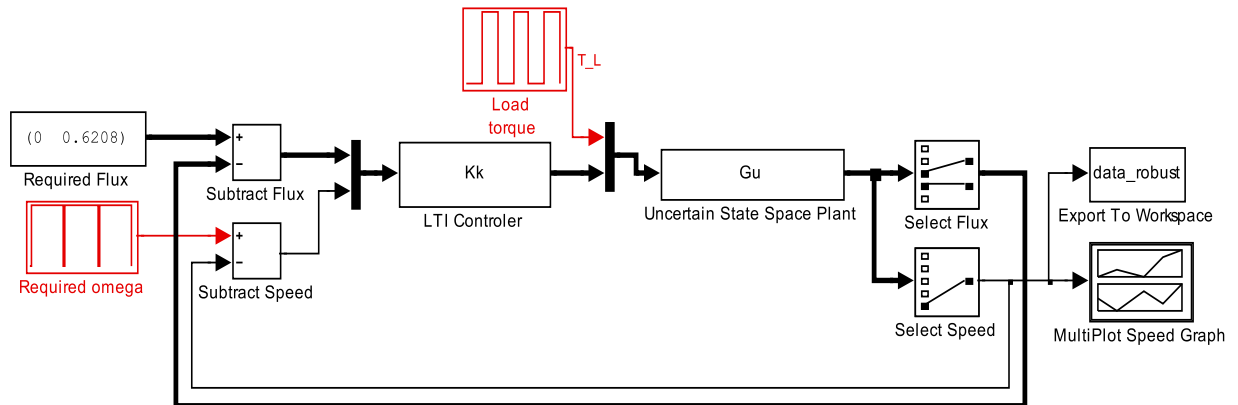 T_L
Load
torque
(0 0.6208)
Required Flux
+
−
Subtract Flux
Kk
LTI Controler
Gu
Uncertain State Space Plant
Select Flux
data_robust
Export To Workspace
Required omega
+
−
Subtract Speed
Select Speed
MultiPlot Speed Graph